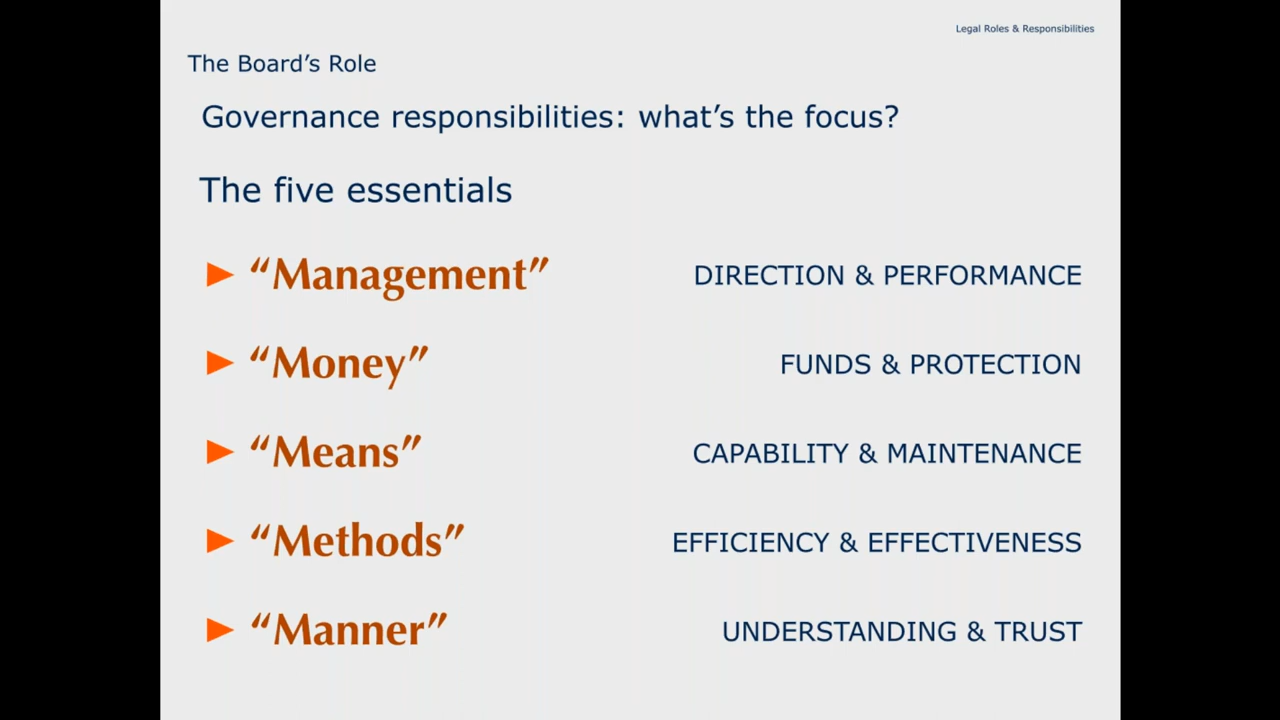 Legal Roles & Responsibilities
The Board’s Role
Governance responsibilities: what’s the focus?
The five essentials
► “Management” DIRECTION & PERFORMANCE
► “Money” FUNDS & PROTECTION
► “Means” CAPABILITY & MAINTENANCE
► “Methods” EFFICIENCY & EFFECTIVENESS
► “Manner” UNDERSTANDING & TRUST